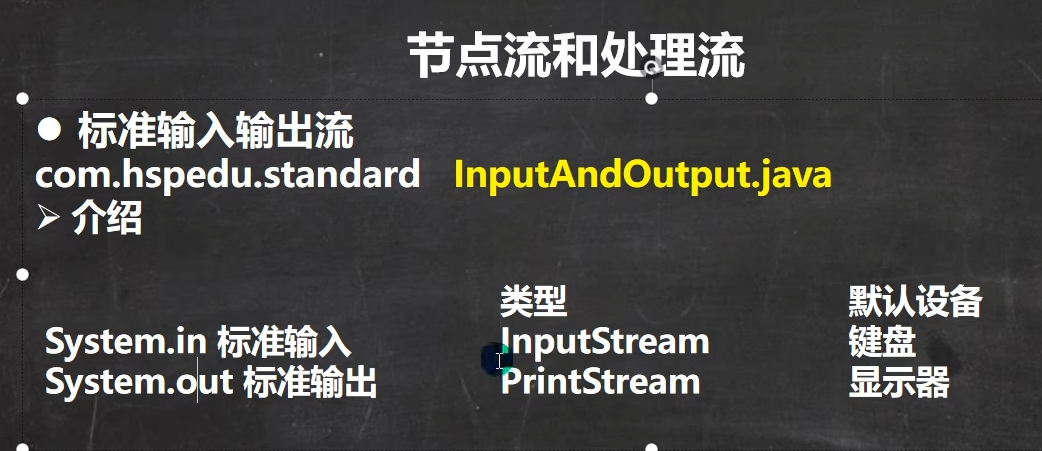 节点流和处理流
标准输入输出流
com.hspedu.standard InputAndOutput.java
介绍
类型 默认设备
System.in 标准输入 InputStream 键盘
System.out 标准输出 PrintStream 显示器